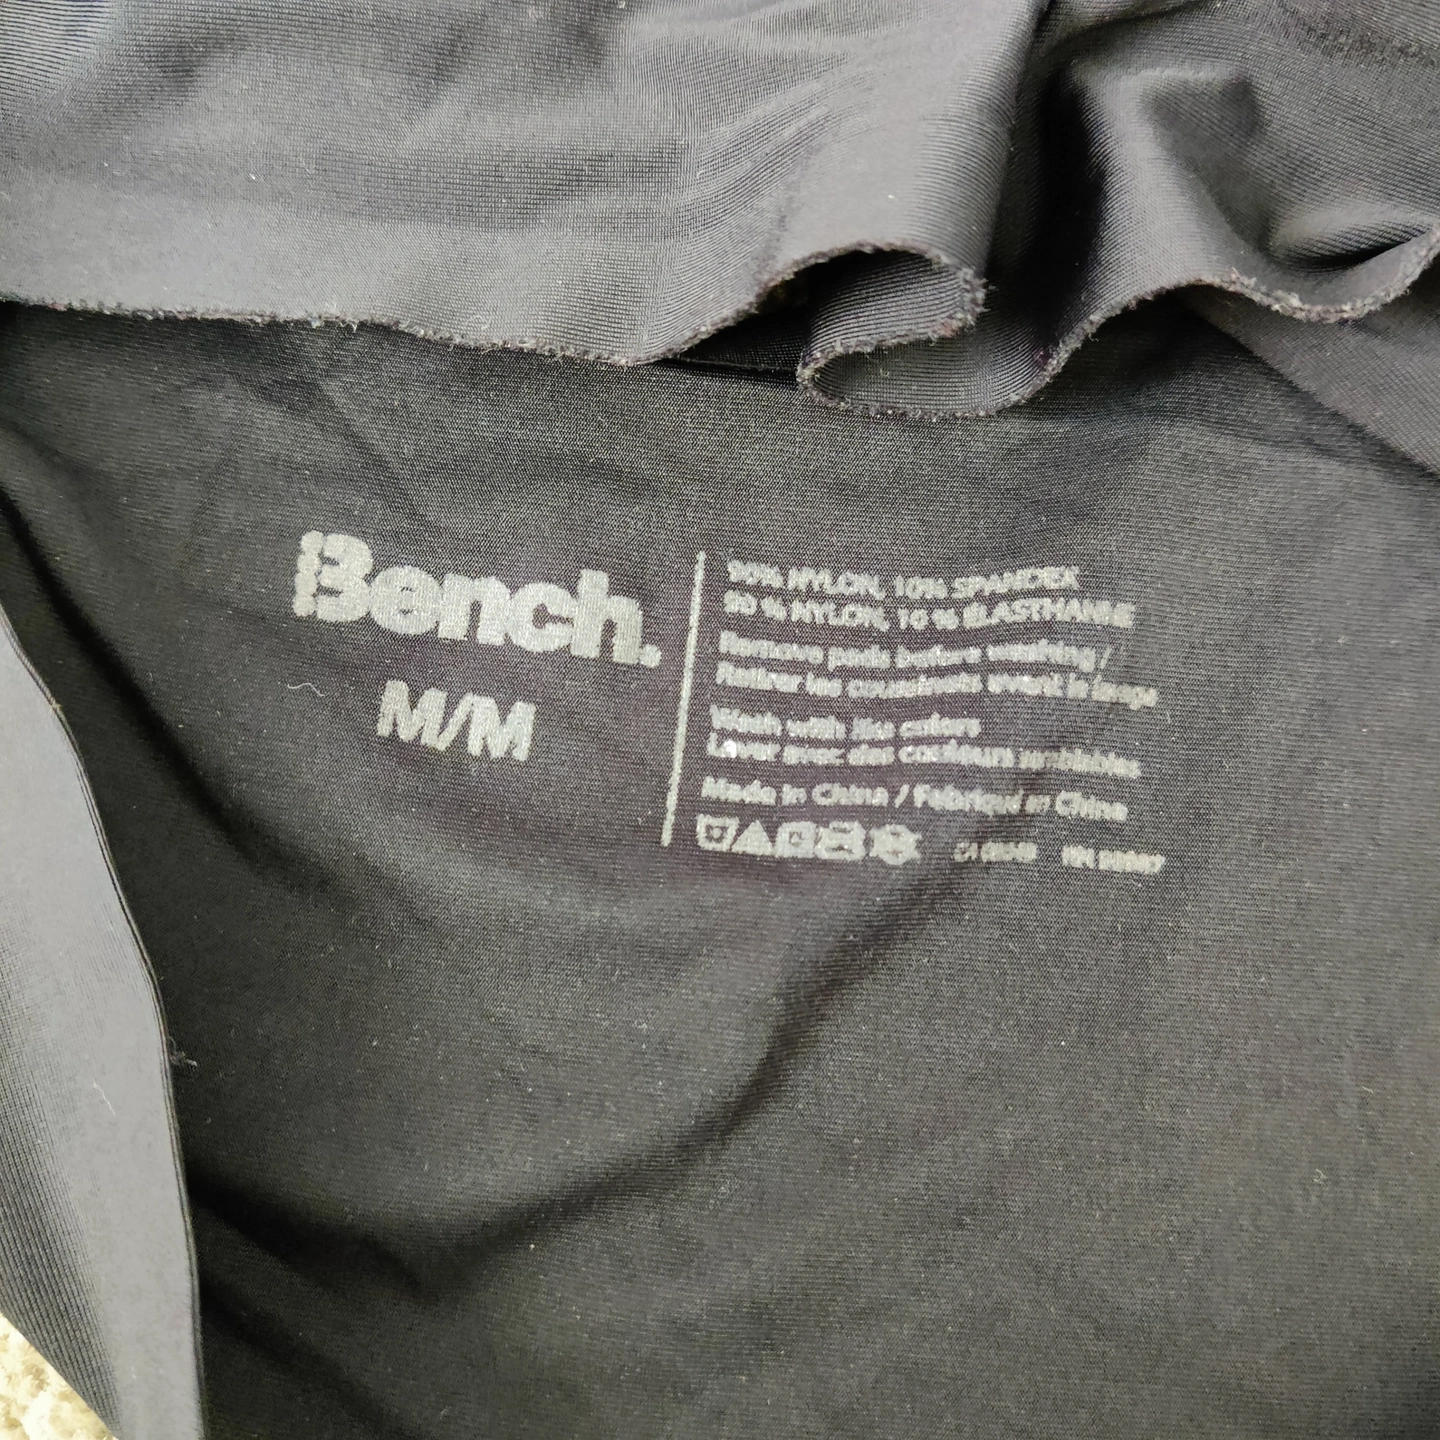 Bench.
M/M
90% NYLON, 10% SPANDEX
90 % NYLON, 10 % ÉLASTHANNE
Remove pads before washing /
Retirer les coussinets avant le lavage
Wash with like colors
Laver avec des couleurs semblables
Made in China / Fabriqué en China